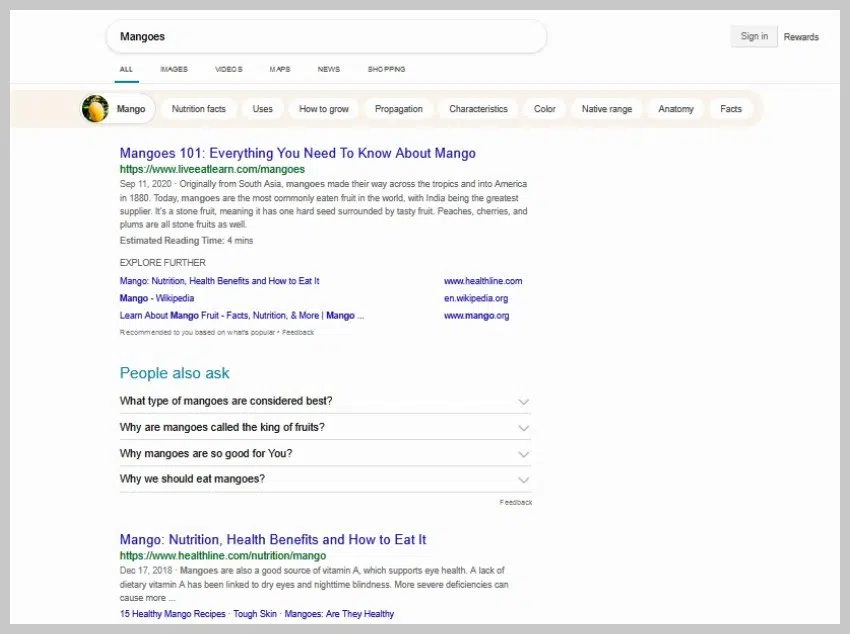 Mangoes
Sign in Rewards
ALL IMAGES VIDEOS MAPS NEWS SHOPPING
Mango Nutrition facts Uses How to grow Propagation Characteristics Color Native range Anatomy Facts
Mangoes 101: Everything You Need To Know About Mango
https://www.liveeatlearn.com/mangoes
Sep 11, 2020 · Originally from South Asia, mangoes made their way across the tropics and into America
in 1880. Today, mangoes are the most commonly eaten fruit in the world, with India being the greatest
supplier. It's a stone fruit, meaning it has one hard seed surrounded by tasty fruit. Peaches, cherries, and
plums are all stone fruits as well.
Estimated Reading Time: 4 mins
EXPLORE FURTHER
Mango: Nutrition, Health Benefits and How to Eat It www.healthline.com
Mango - Wikipedia en.wikipedia.org
Learn About Mango Fruit - Facts, Nutrition, & More | Mango ... www.mango.org
Recommended to you based on what's popular • Feedback
People also ask
What type of mangoes are considered best?
Why are mangoes called the king of fruits?
Why mangoes are so good for You?
Why we should eat mangoes?
Feedback
Mango: Nutrition, Health Benefits and How to Eat It
https://www.healthline.com/nutrition/mango
Dec 17, 2018 · Mangoes are also a good source of vitamin A, which supports eye health. A lack of
dietary vitamin A has been linked to dry eyes and nighttime blindness. More severe deficiencies can
cause more ...
15 Healthy Mango Recipes · Tough Skin · Mangoes: Are They Healthy